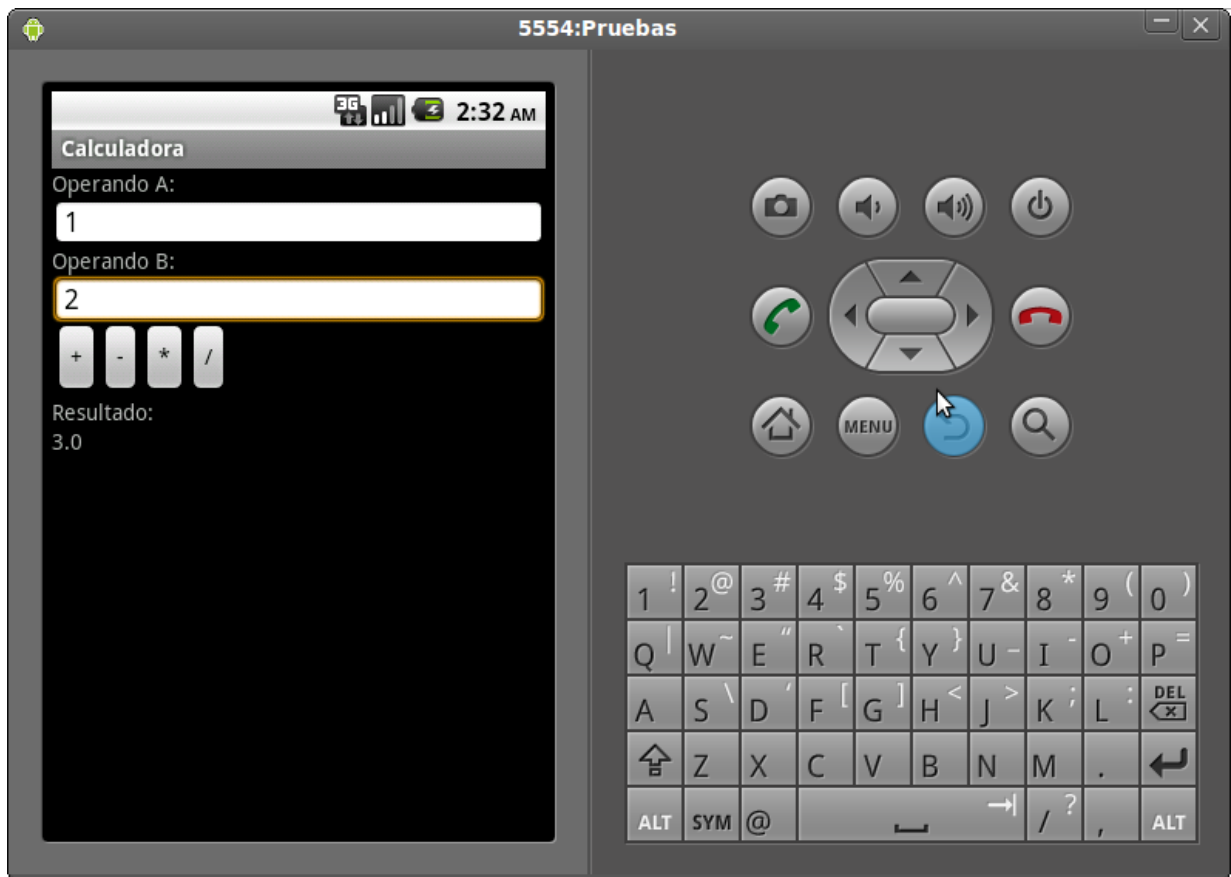 5554:Pruebas
3G 2:32 AM
Calculadora
Operando A:
1
Operando B:
2
+ - * /
Resultado:
3.0
MENU
1 ! 2 @ 3 # 4 $ 5 % 6 ^ 7 & 8 * 9 ( 0 )
Q | W ~ E “ R ` T { Y } U _ I - O + P =
A S \ D ‘ F [ G ] H < J > K ; L : DEL
Z X C V B N M .
ALT SYM @ / ? , ALT